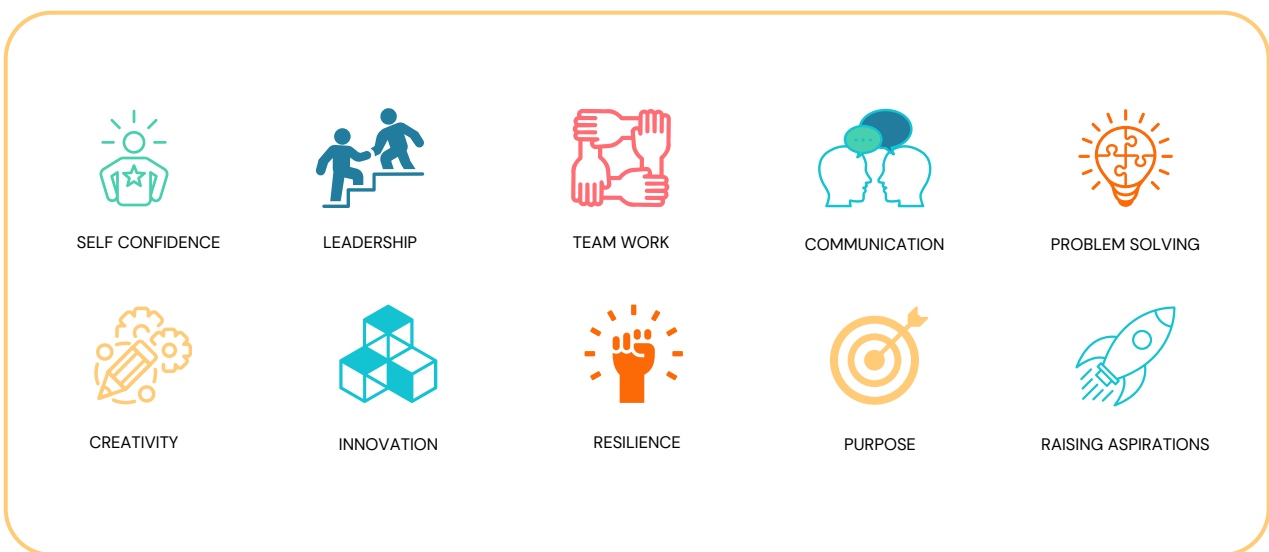 SELF CONFIDENCE
LEADERSHIP
TEAM WORK
COMMUNICATION
PROBLEM SOLVING
CREATIVITY
INNOVATION
RESILIENCE
PURPOSE
RAISING ASPIRATIONS